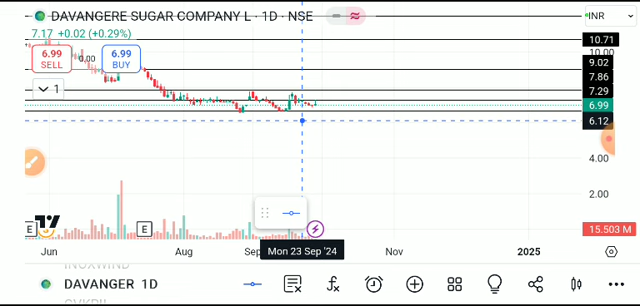 DAVANGERE SUGAR COMPANY L · 1D · NSE
INR
7.17 +0.02 (+0.29%)
6.99
SELL
0.00
6.99
BUY
1
10.71
10.00
9.02
7.86
7.29
6.99
6.12
4.00
2.00
15.503 M
E
E
Jun
Aug
Sep
Mon 23 Sep '24
Nov
2025
DAVANGER 1D